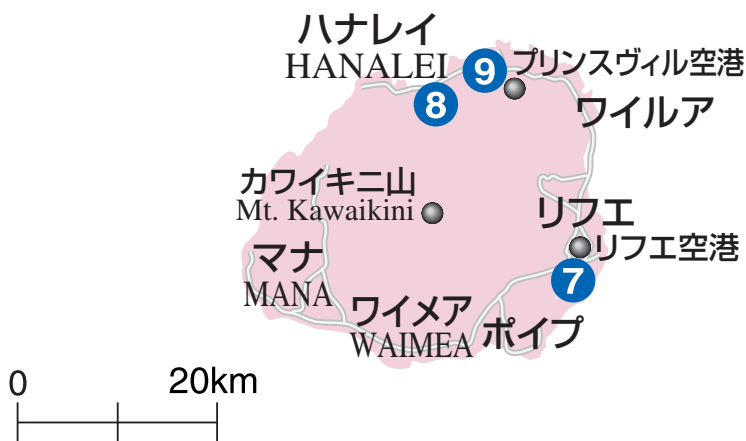 ハナレイ
HANALEI
9
プリンスヴィル空港
8
ワイルア
カワイキニ山
Mt. Kawaikini
リフエ
リフエ空港
7
マナ
MANA
ワイメア
WAIMEA
ポイプ
0
20km